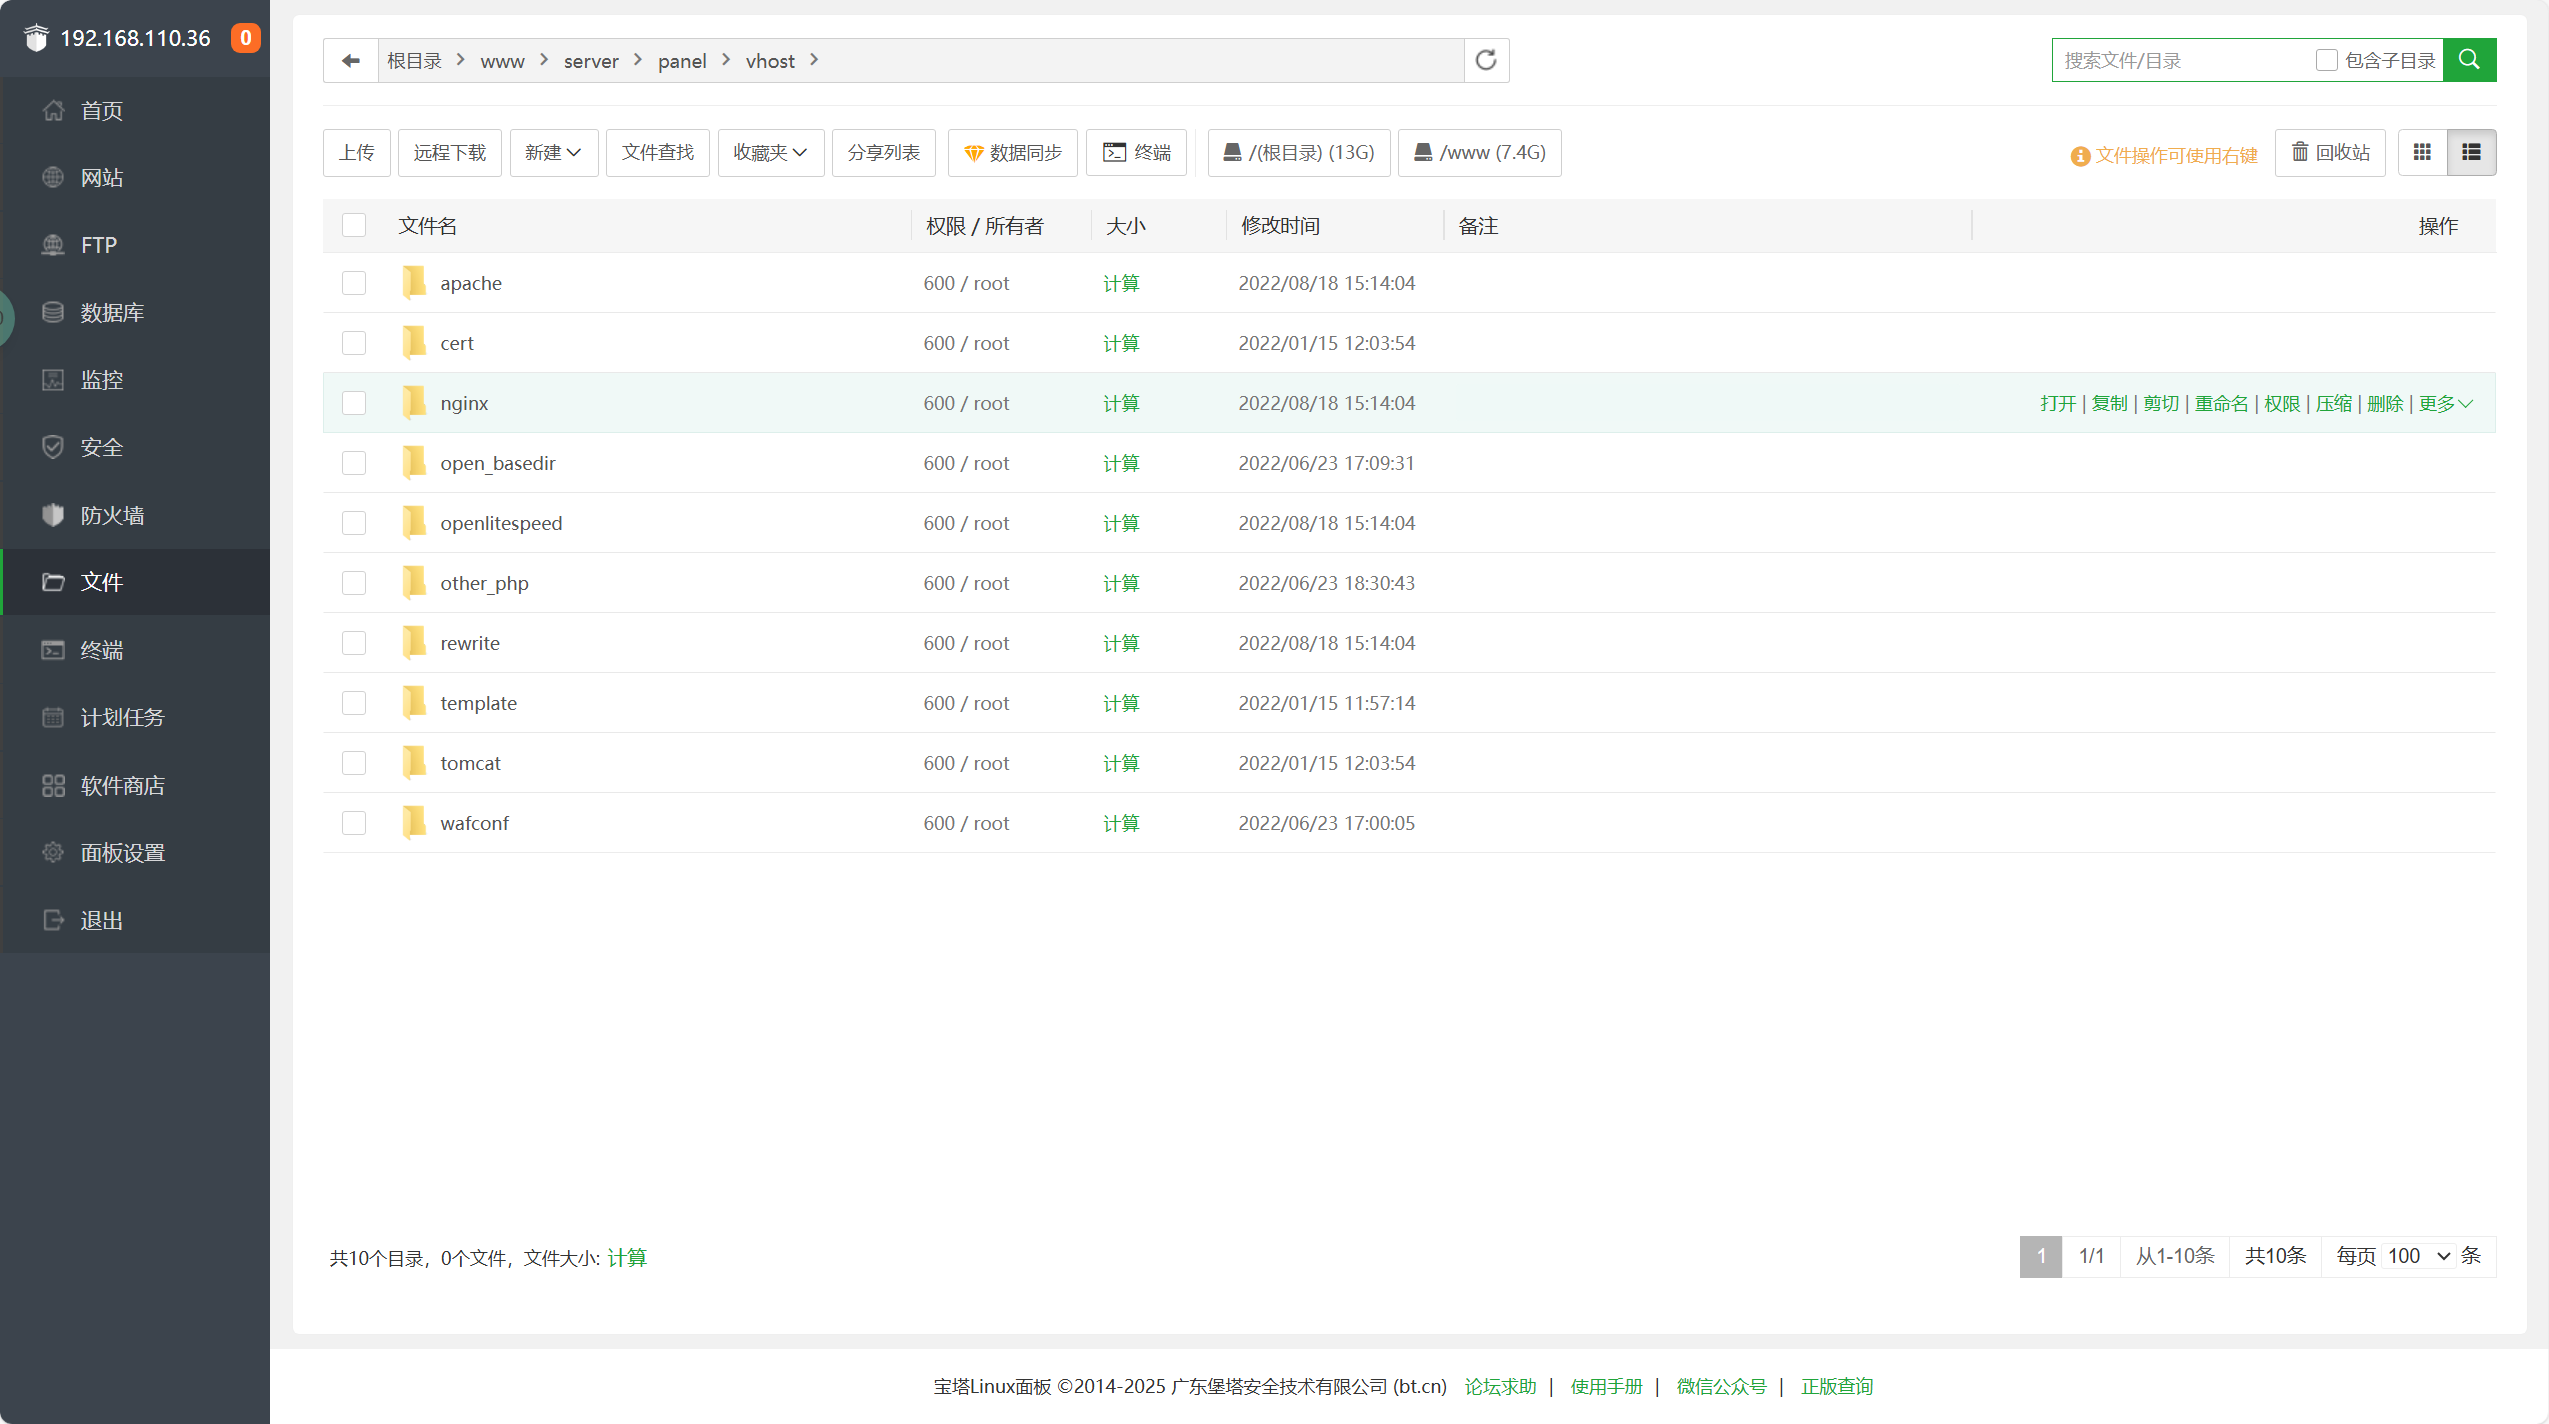 192.168.110.36 0
首页
网站
FTP
数据库
监控
安全
防火墙
文件
终端
计划任务
软件商店
面板设置
退出
根目录 www server panel vhost
搜索文件/目录 包含子目录
上传 远程下载 新建 文件查找 收藏夹 分享列表 数据同步 终端 /(根目录) (13G) /www (7.4G) 文件操作可使用右键 回收站
文件名 权限 / 所有者 大小 修改时间 备注 操作
apache 600 / root 计算 2022/08/18 15:14:04
cert 600 / root 计算 2022/01/15 12:03:54
nginx 600 / root 计算 2022/08/18 15:14:04 打开 | 复制 | 剪切 | 重命名 | 权限 | 压缩 | 删除 | 更多
open_basedir 600 / root 计算 2022/06/23 17:09:31
openlitespeed 600 / root 计算 2022/08/18 15:14:04
other_php 600 / root 计算 2022/06/23 18:30:43
rewrite 600 / root 计算 2022/08/18 15:14:04
template 600 / root 计算 2022/01/15 11:57:14
tomcat 600 / root 计算 2022/01/15 12:03:54
wafconf 600 / root 计算 2022/06/23 17:00:05
共10个目录，0个文件，文件大小: 计算
1 1/1 从1-10条 共10条 每页 100 条
宝塔Linux面板 ©2014-2025 广东堡塔安全技术有限公司 (bt.cn) 论坛求助 | 使用手册 | 微信公众号 | 正版查询